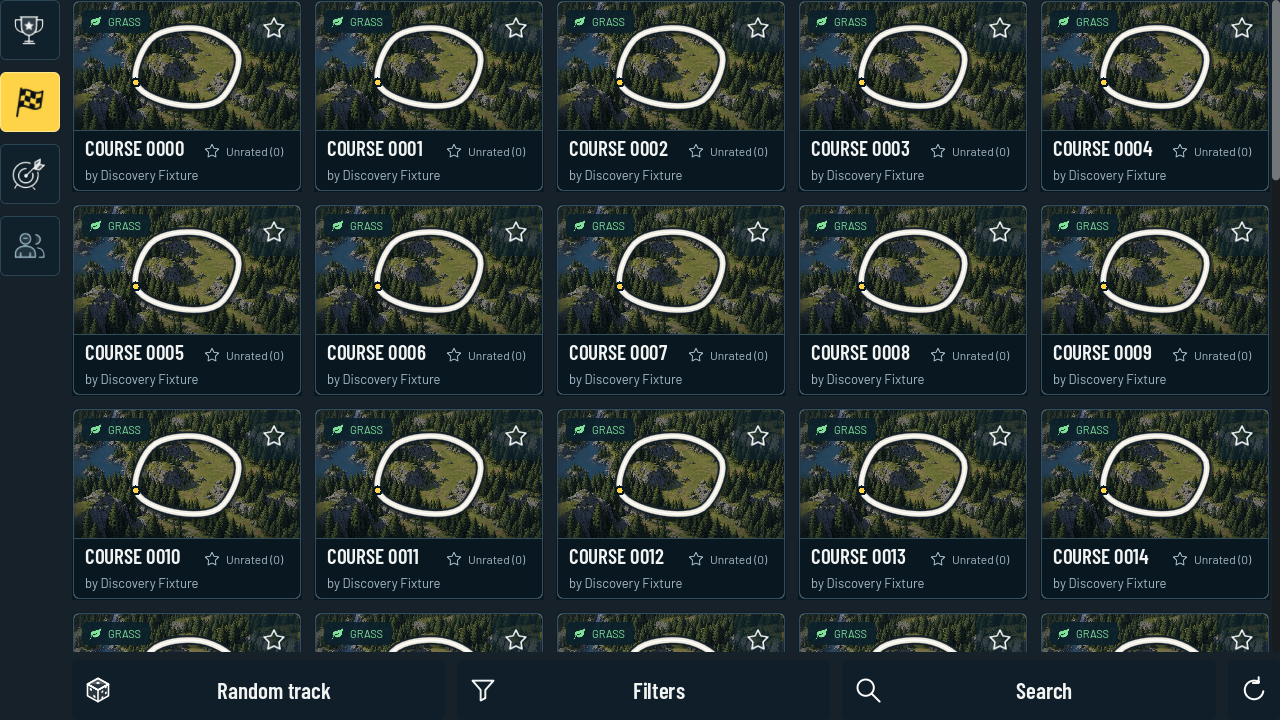 GRASS GRASS GRASS GRASS GRASS
COURSE 0000 Unrated (0) COURSE 0001 Unrated (0) COURSE 0002 Unrated (0) COURSE 0003 Unrated (0) COURSE 0004 Unrated (0)
by Discovery Fixture by Discovery Fixture by Discovery Fixture by Discovery Fixture by Discovery Fixture
GRASS GRASS GRASS GRASS GRASS
COURSE 0005 Unrated (0) COURSE 0006 Unrated (0) COURSE 0007 Unrated (0) COURSE 0008 Unrated (0) COURSE 0009 Unrated (0)
by Discovery Fixture by Discovery Fixture by Discovery Fixture by Discovery Fixture by Discovery Fixture
GRASS GRASS GRASS GRASS GRASS
COURSE 0010 Unrated (0) COURSE 0011 Unrated (0) COURSE 0012 Unrated (0) COURSE 0013 Unrated (0) COURSE 0014 Unrated (0)
by Discovery Fixture by Discovery Fixture by Discovery Fixture by Discovery Fixture by Discovery Fixture
GRASS GRASS GRASS GRASS GRASS
Random track Filters Search